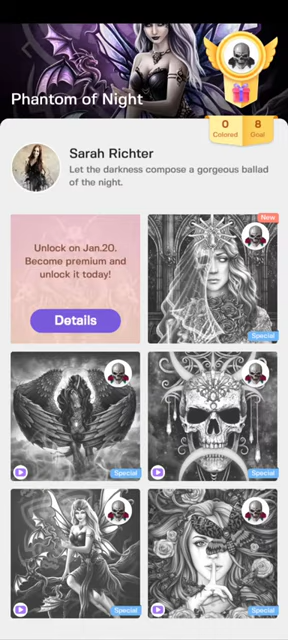 Phantom of Night
0
Colored
8
Goal
Sarah Richter
Let the darkness compose a gorgeous ballad
of the night.
Unlock on Jan.20.
Become premium and
unlock it today!
Details
New
Special
Special
Special
Special
Special